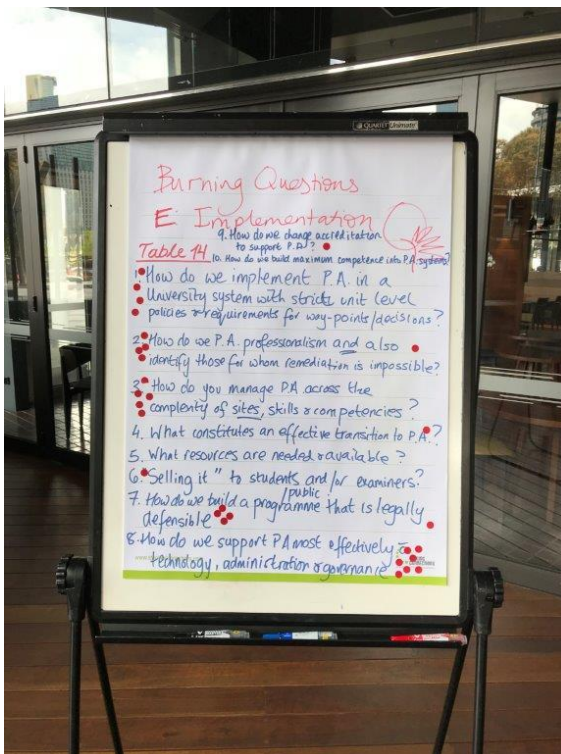 QUARTET Ultimate
Burning Questions
E Implementation
9. How do we change accreditation
to support P.A.?
Table 14
10. How do we build maximum competence into P.A. systems?
1. How do we implement P.A. in a
University system with strict unit level
policies & requirements for way-points/decisions?
2. How do we P.A. professionalism and also
identify those for whom remediation is impossible?
3. How do you manage P.A. across the
complexity of sites, skills & competencies?
4. What constitutes an effective transition to P.A.?
5. What resources are needed & available?
6. "Selling it" to students and/or examiners?
7. How do we build a programme /public that is legally
defensible
8. How do we support PA most effectively c̄
technology, administration & governance